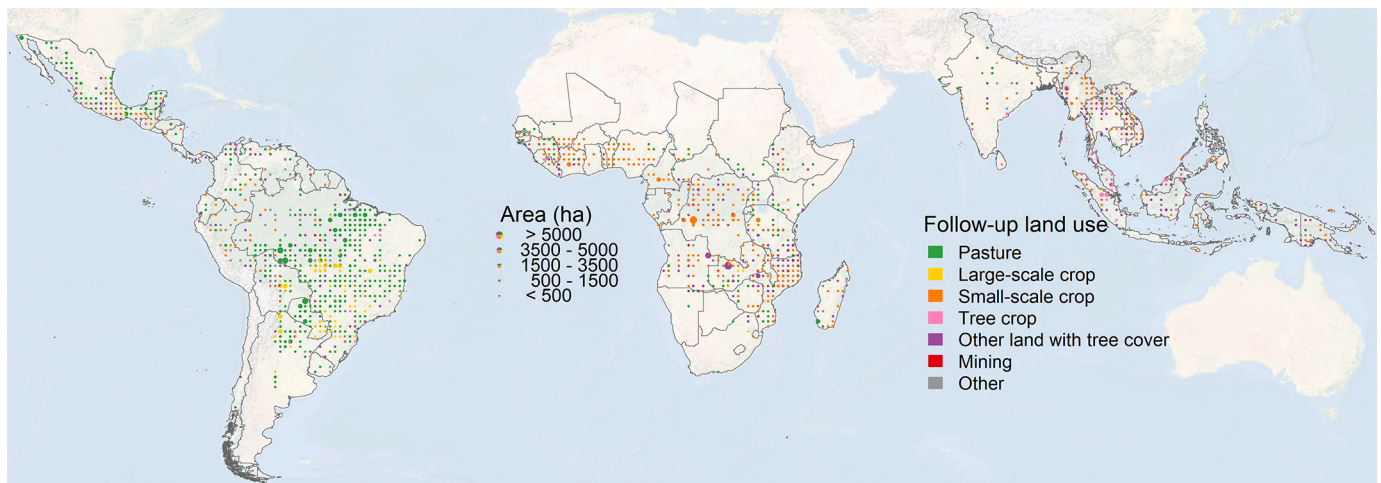 Area (ha)
> 5000
3500 - 5000
1500 - 3500
500 - 1500
< 500
Follow-up land use
Pasture
Large-scale crop
Small-scale crop
Tree crop
Other land with tree cover
Mining
Other